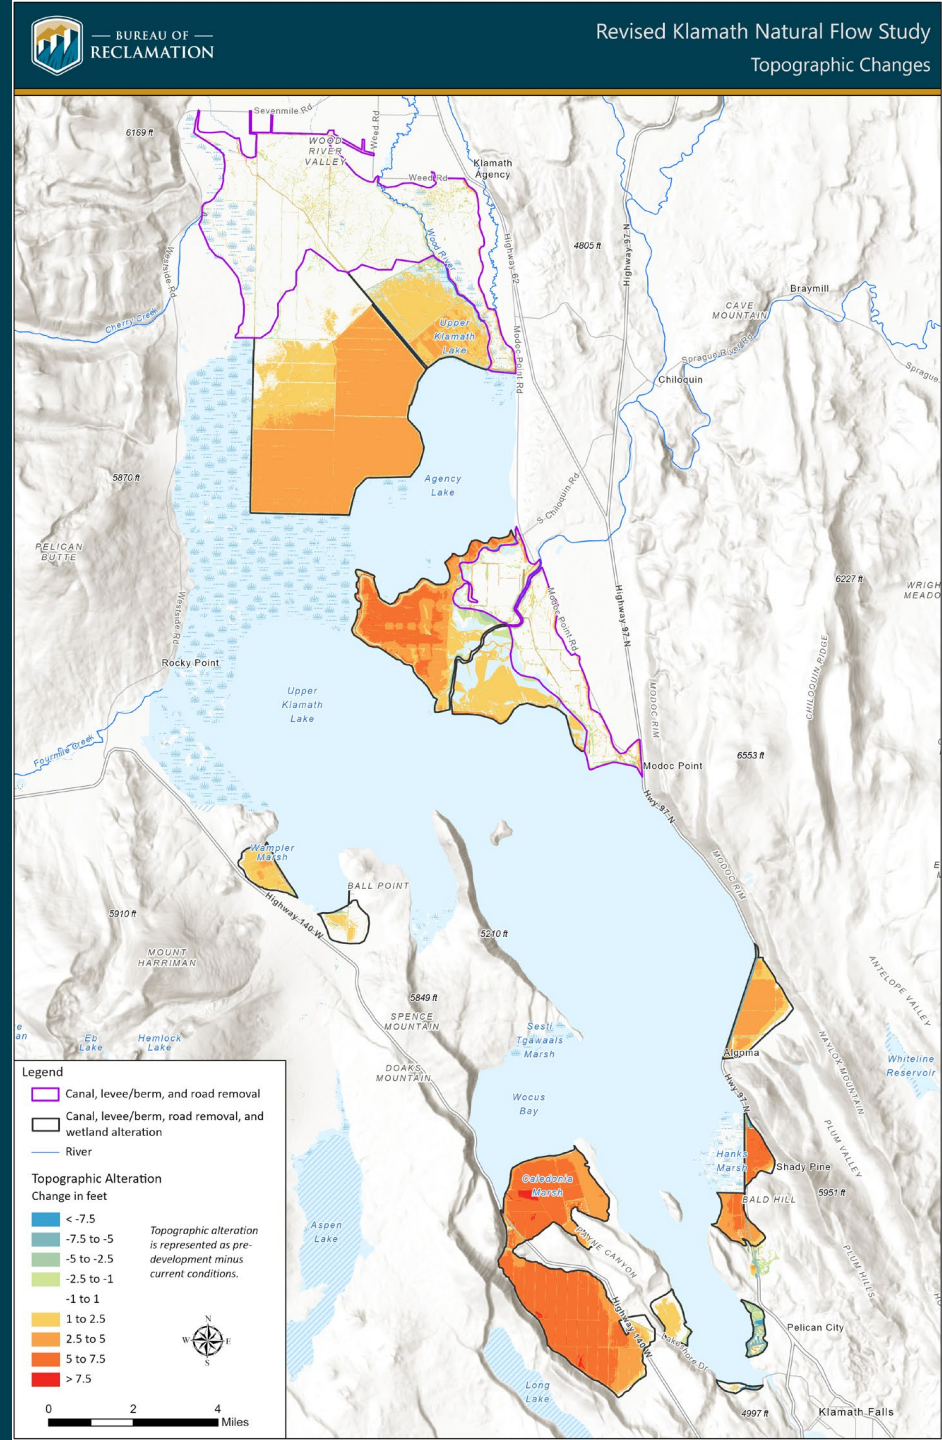 BUREAU OF
RECLAMATION
Revised Klamath Natural Flow Study
Topographic Changes
Sevenmile Rd
6169 ft
WOOD
RIVER
VALLEY
Weed Rd
Klamath
Agency
Weed Rd
Wood River
Highway 62
4805 ft
Highway 97 N
Westside Rd
Braymill
CAVE
MOUNTAIN
Cherry Creek
Upper
Klamath
Lake
Modoc Point Rd
Sprague River Rd
Sprague
Chiloquin
5870 ft
Agency
Lake
S Chiloquin Rd
PELICAN
BUTTE
6227 ft
WRIGH
MEADO
Westside Rd
Modoc Point Rd
Highway 97 N
Rocky Point
CHILOQUIN RIDGE
Upper
Klamath
Lake
MODOC RIM
Fourmile Creek
6553 ft
Modoc Point
Hwy 97 N
Wampler
Marsh
MODOC RIM
BALL POINT
Highway 140 W
5910 ft
5210 ft
MOUNT
HARRIMAN
ANTELOPE VALLEY
5849 ft
SPENCE
MOUNTAIN
e
an
Eb
Lake
Hemlock
Lake
Sesti
Tgawaals
Marsh
Algoma
NAYLOX MOUNTAIN
Whiteline
Reservoir
DOAKS
MOUNTAIN
Hwy 97 N
Wocus
Bay
Legend
Canal, levee/berm, and road removal
Canal, levee/berm, road removal, and
wetland alteration
River
Topographic Alteration
Change in feet
< -7.5
-7.5 to -5
-5 to -2.5
-2.5 to -1
-1 to 1
1 to 2.5
2.5 to 5
5 to 7.5
> 7.5
Topographic alteration
is represented as pre-
development minus
current conditions.
N
W E
S
0 2 4
Miles
PLUM VALLEY
Hanks
Marsh
Shady Pine
Caledonia
Marsh
BALD HILL
5951 ft
Aspen
Lake
PAYNE CANYON
PLUM HILLS
Highway 140 W
Pelican City
Lakeshore Dr
Long
Lake
4997 ft
Klamath Falls